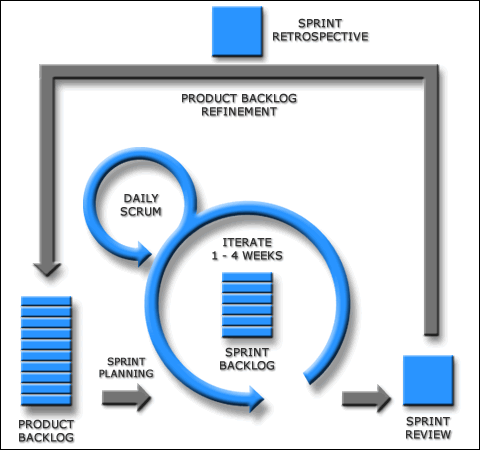 SPRINT
RETROSPECTIVE
PRODUCT BACKLOG
REFINEMENT
DAILY
SCRUM
ITERATE
1 - 4 WEEKS
SPRINT
BACKLOG
SPRINT
PLANNING
PRODUCT
BACKLOG
SPRINT
REVIEW